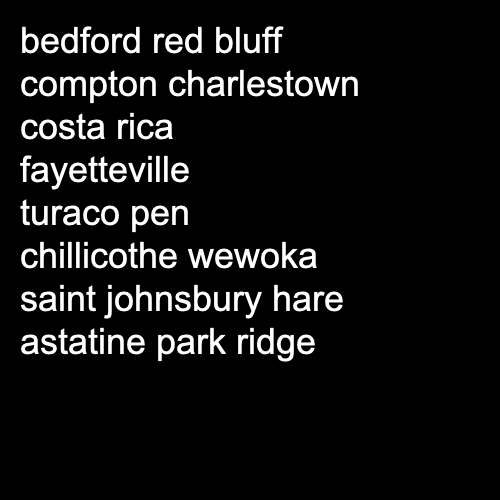 bedford red bluff
compton charlestown
costa rica
fayetteville
turaco pen
chillicothe wewoka
saint johnsbury hare
astatine park ridge